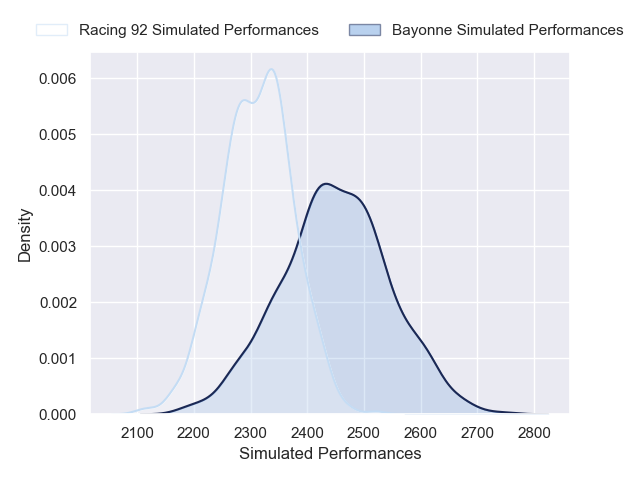 Racing 92 Simulated Performances
Bayonne Simulated Performances
0.006
0.005
0.004
0.003
0.002
0.001
0.000
Density
2100 2200 2300 2400 2500 2600 2700 2800
Simulated Performances